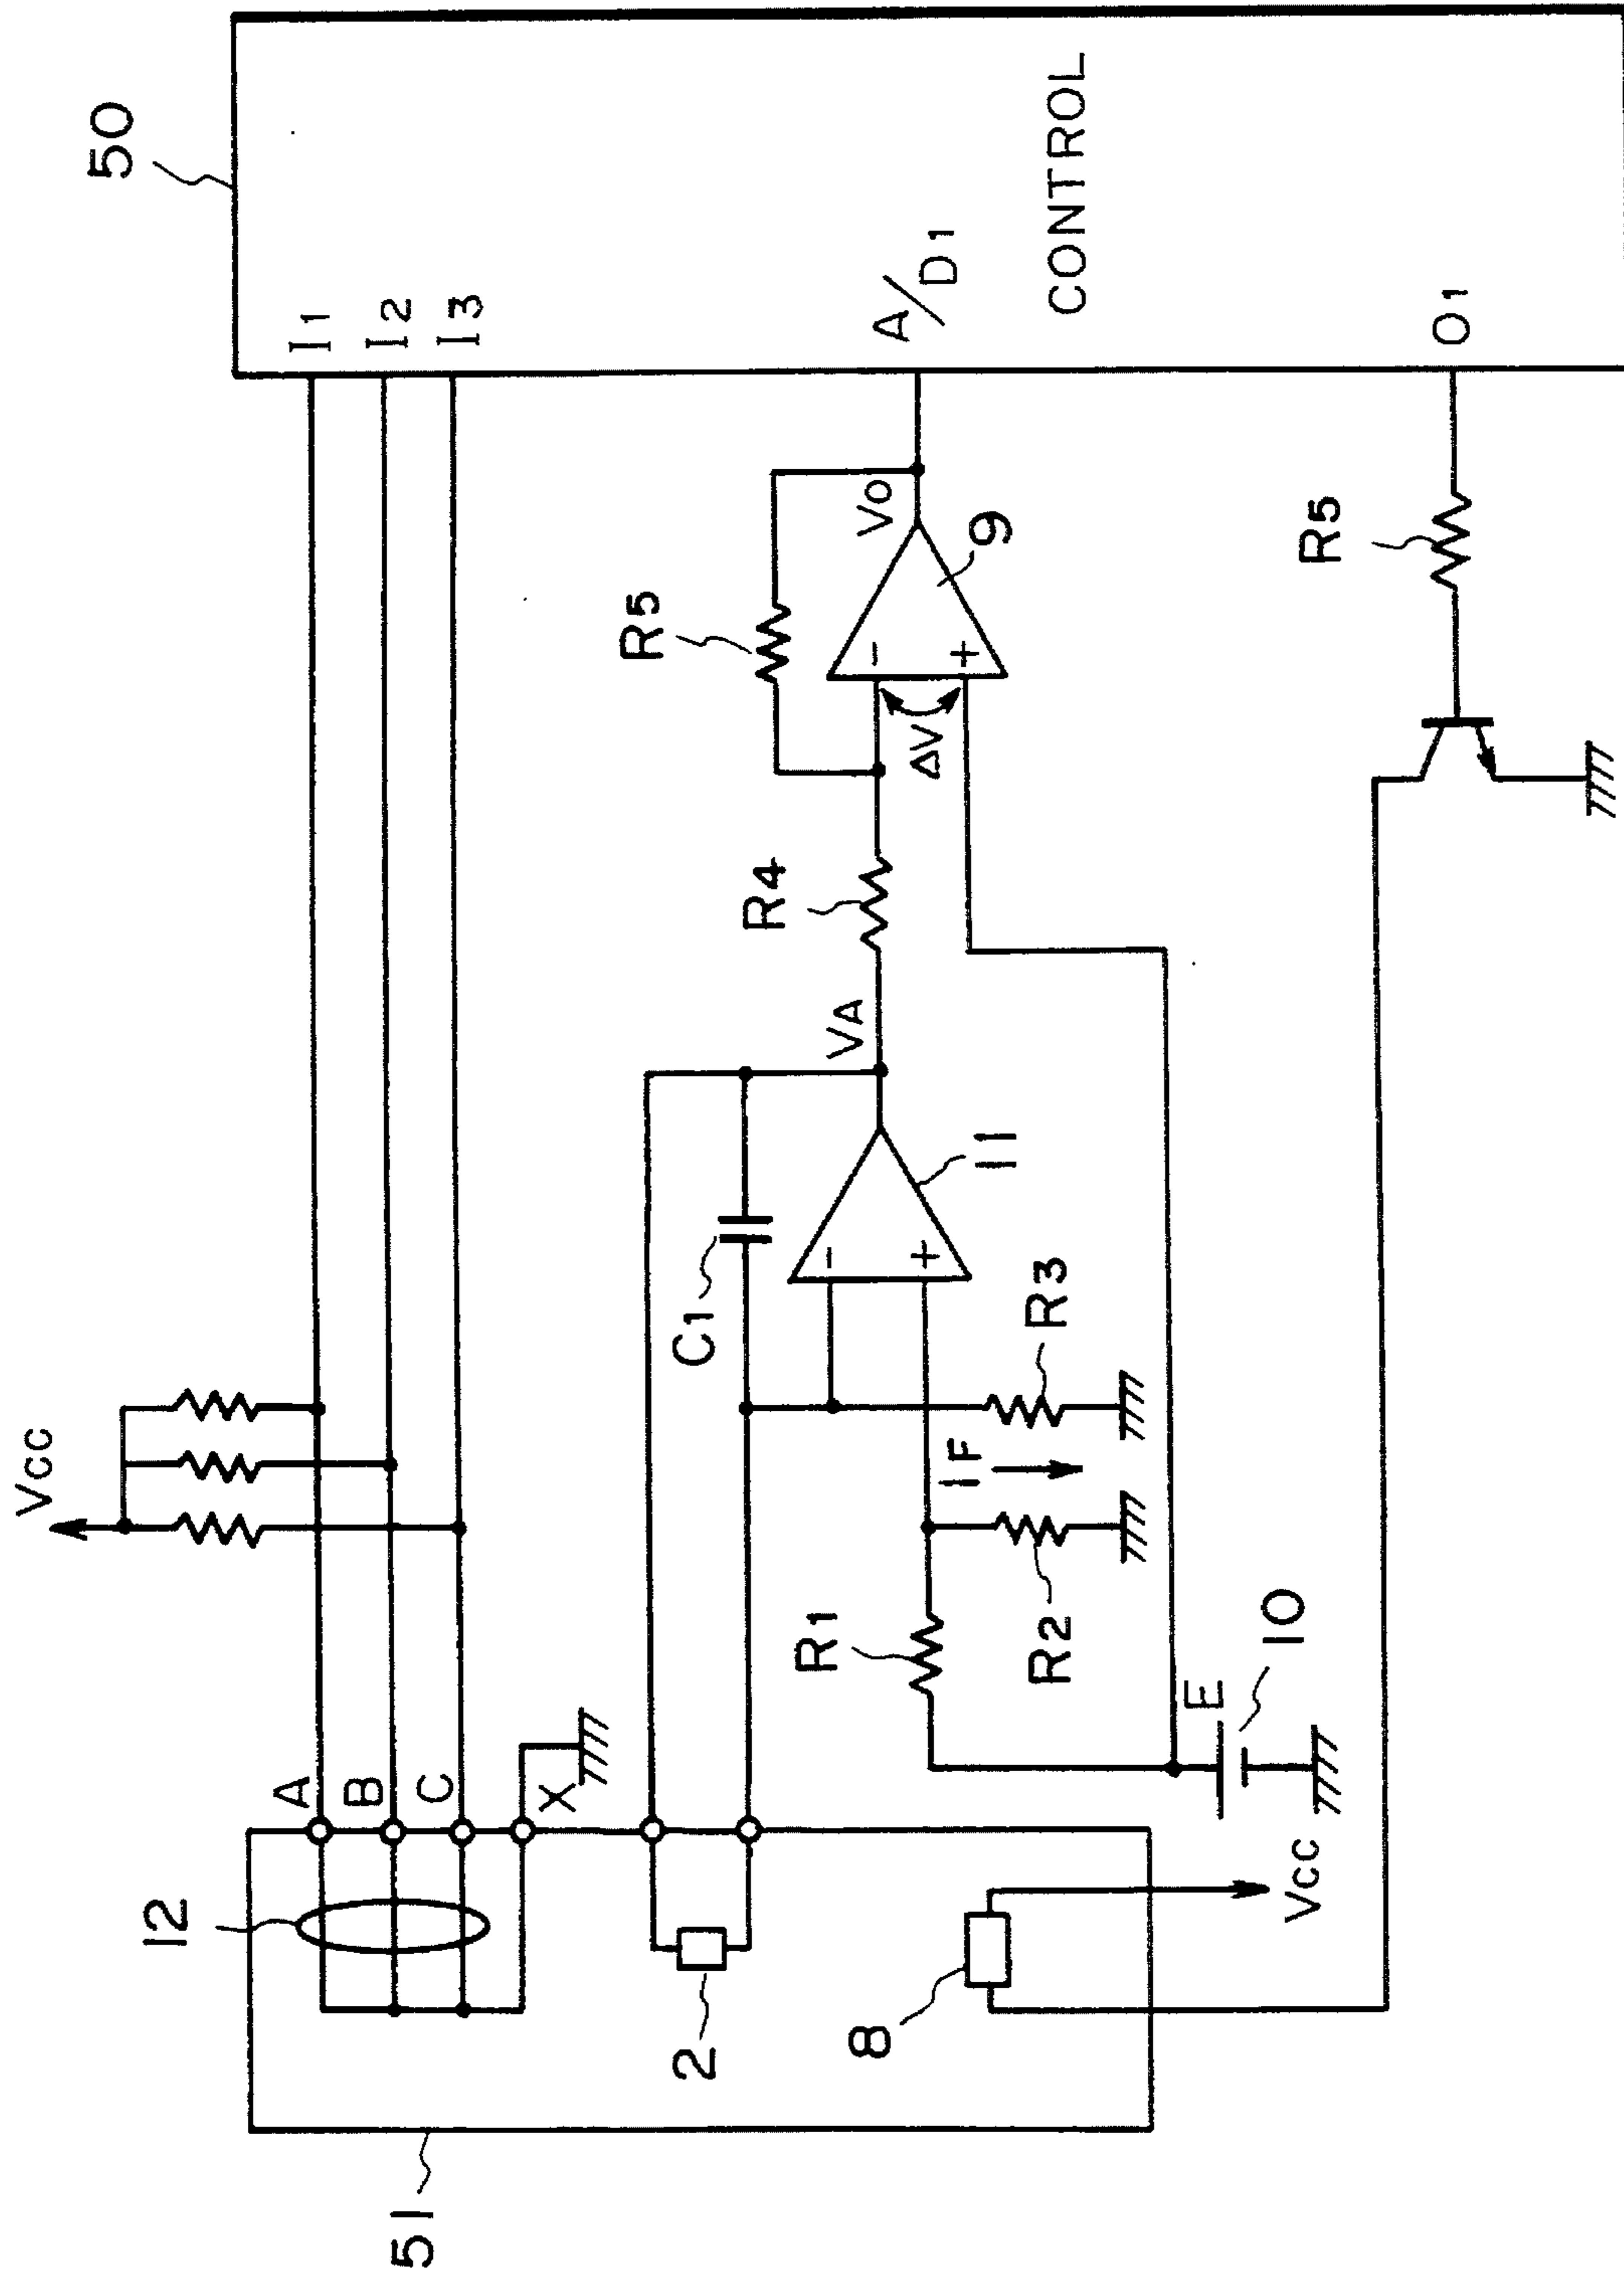 50
I1
I2
I3
A/D1
CONTROL
O1
Vcc
R5
Vo
9
-
+
ΔV
R4
VA
R5
C1
11
-
+
R3
IF
R1
R2
E
10
A
B
C
X
12
2
8
Vcc
51